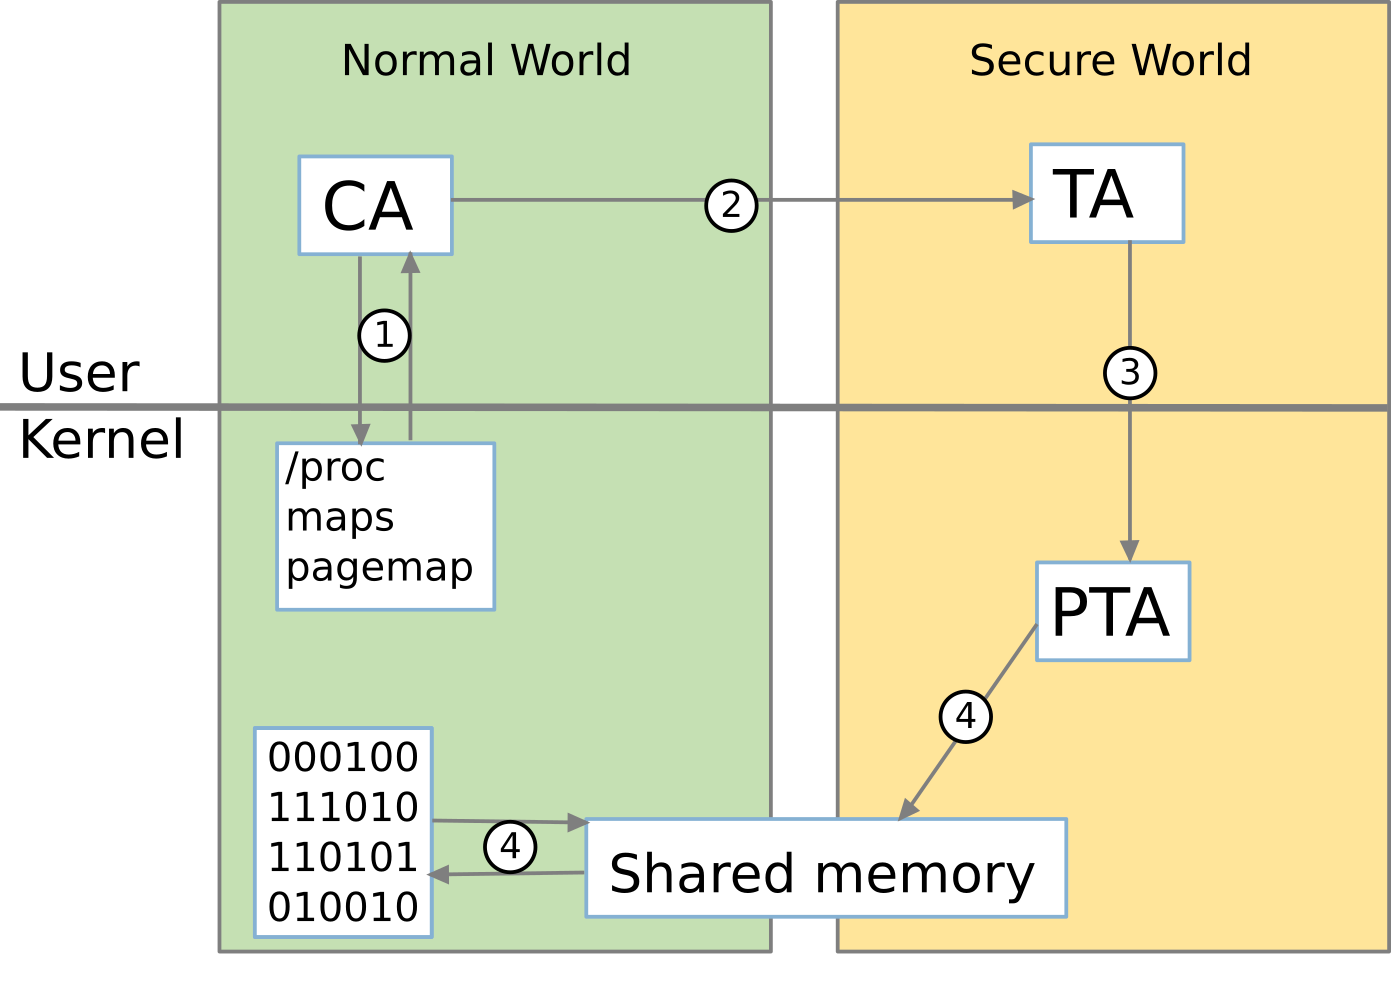 Normal World
Secure World
CA
2
TA
1
3
User
Kernel
/proc
maps
pagemap
PTA
4
000100
111010
110101
010010
4
Shared memory